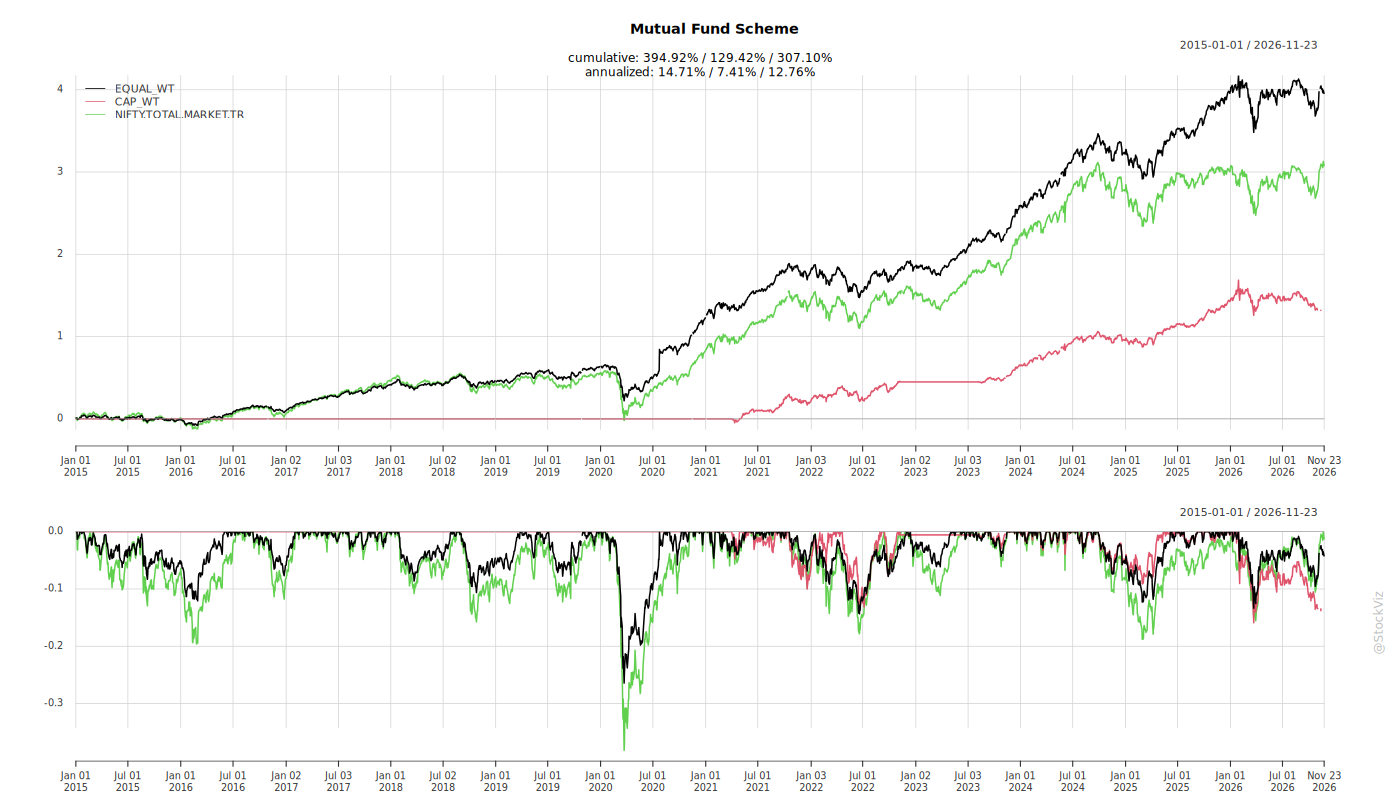 Mutual Fund Scheme
2015-01-01 / 2026-11-23
cumulative: 394.92% / 129.42% / 307.10%
annualized: 14.71% / 7.41% / 12.76%
EQUAL_WT
CAP_WT
NIFTY.TOTAL.MARKET.TR
4
3
2
1
0
Jan 01 Jul 01 Jan 01 Jul 01 Jan 02 Jul 03 Jan 01 Jul 02 Jan 01 Jul 01 Jan 01 Jul 01 Jan 01 Jul 01 Jan 03 Jul 01 Jan 02 Jul 03 Jan 01 Jul 01 Jan 01 Jul 01 Jan 01 Jul 01 Nov 23
2015 2015 2016 2016 2017 2017 2018 2018 2019 2019 2020 2020 2021 2021 2022 2022 2023 2023 2024 2024 2025 2025 2026 2026 2026
2015-01-01 / 2026-11-23
0.0
-0.1
-0.2
-0.3
Jan 01 Jul 01 Jan 01 Jul 01 Jan 02 Jul 03 Jan 01 Jul 02 Jan 01 Jul 01 Jan 01 Jul 01 Jan 01 Jul 01 Jan 03 Jul 01 Jan 02 Jul 03 Jan 01 Jul 01 Jan 01 Jul 01 Jan 01 Jul 01 Nov 23
2015 2015 2016 2016 2017 2017 2018 2018 2019 2019 2020 2020 2021 2021 2022 2022 2023 2023 2024 2024 2025 2025 2026 2026 2026
@StockViz